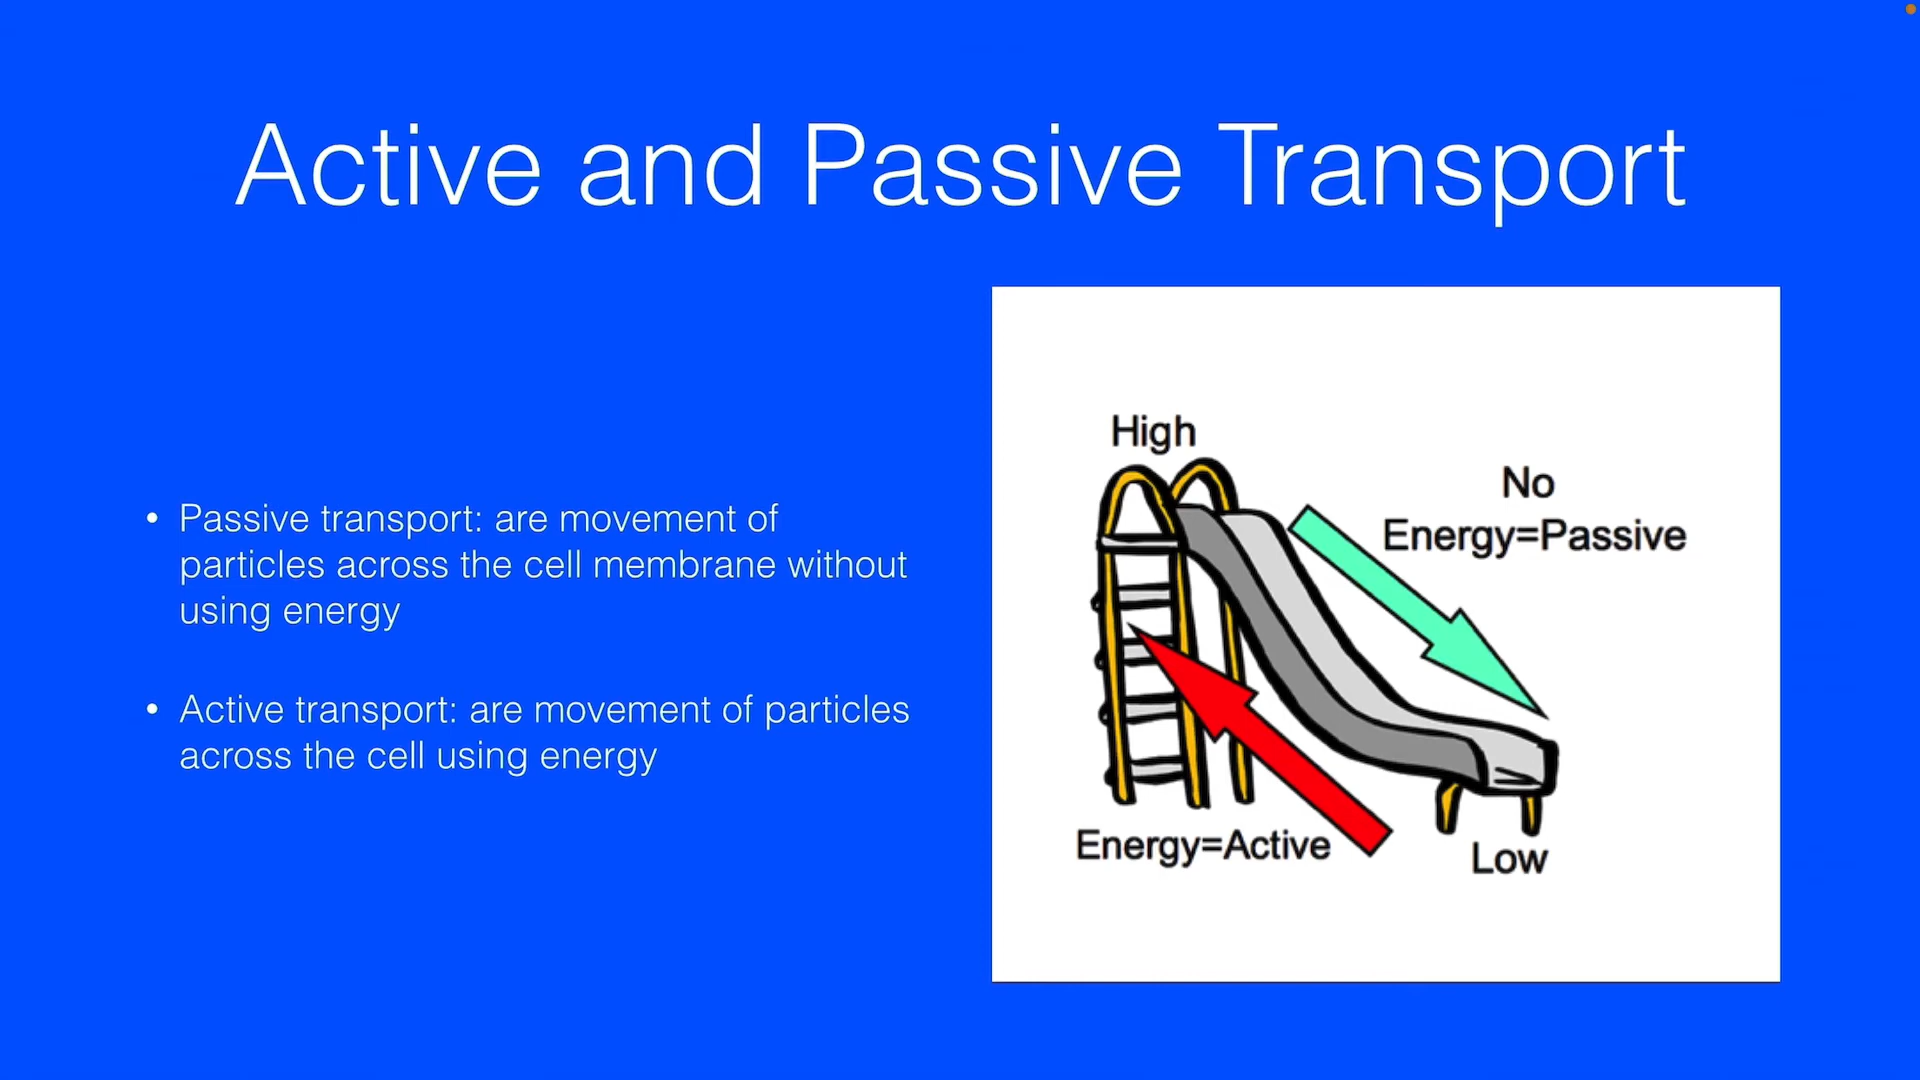 Active and Passive Transport
• Passive transport: are movement of
particles across the cell membrane without
using energy
• Active transport: are movement of particles
across the cell using energy
High
No
Energy=Passive
Energy=Active
Low